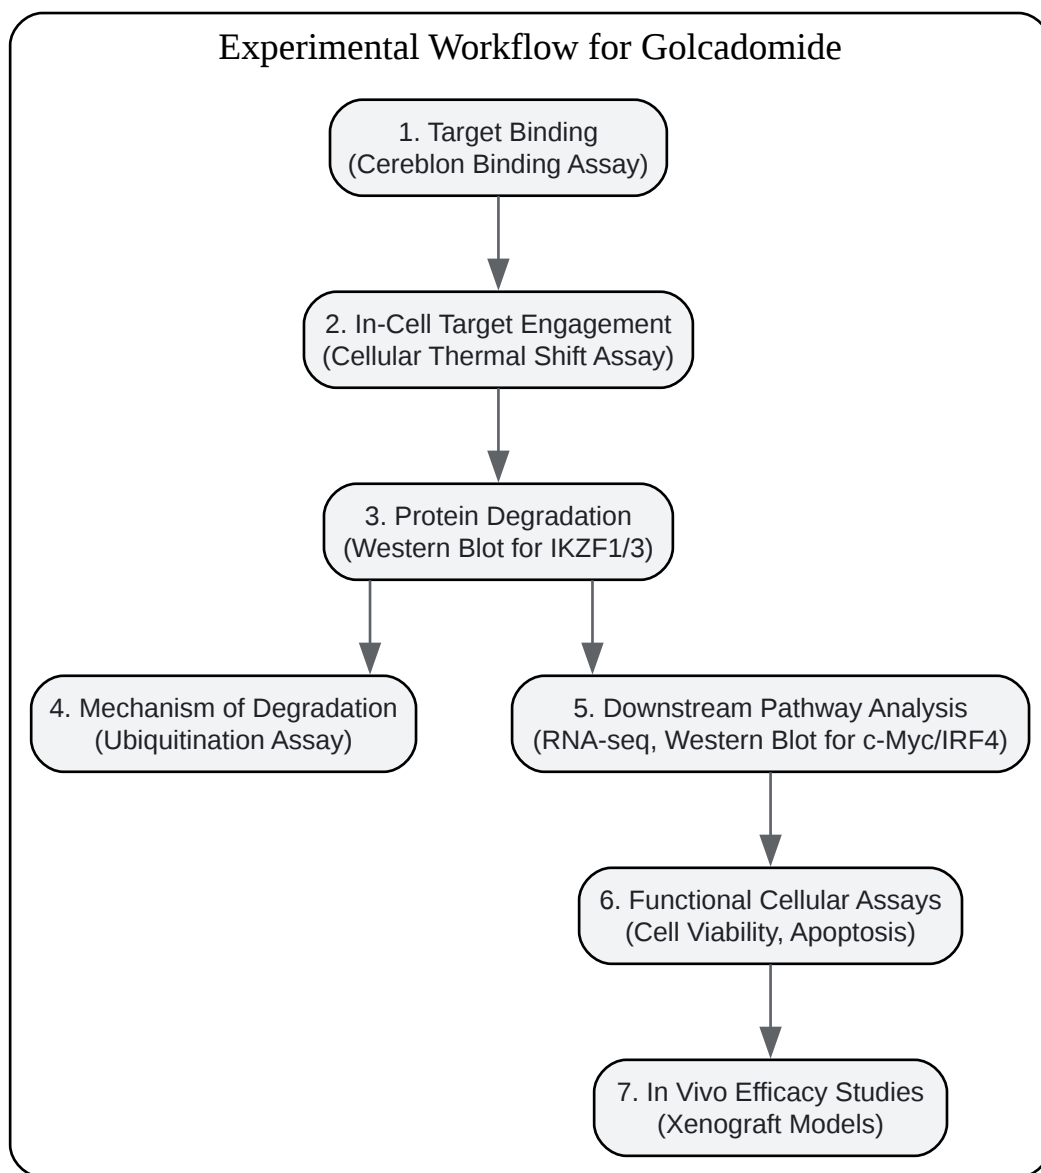 Experimental Workflow for Golcadomide
1. Target Binding
(Cereblon Binding Assay)
2. In-Cell Target Engagement
(Cellular Thermal Shift Assay)
3. Protein Degradation
(Western Blot for IKZF1/3)
4. Mechanism of Degradation
(Ubiquitination Assay)
5. Downstream Pathway Analysis
(RNA-seq, Western Blot for c-Myc/IRF4)
6. Functional Cellular Assays
(Cell Viability, Apoptosis)
7. In Vivo Efficacy Studies
(Xenograft Models)